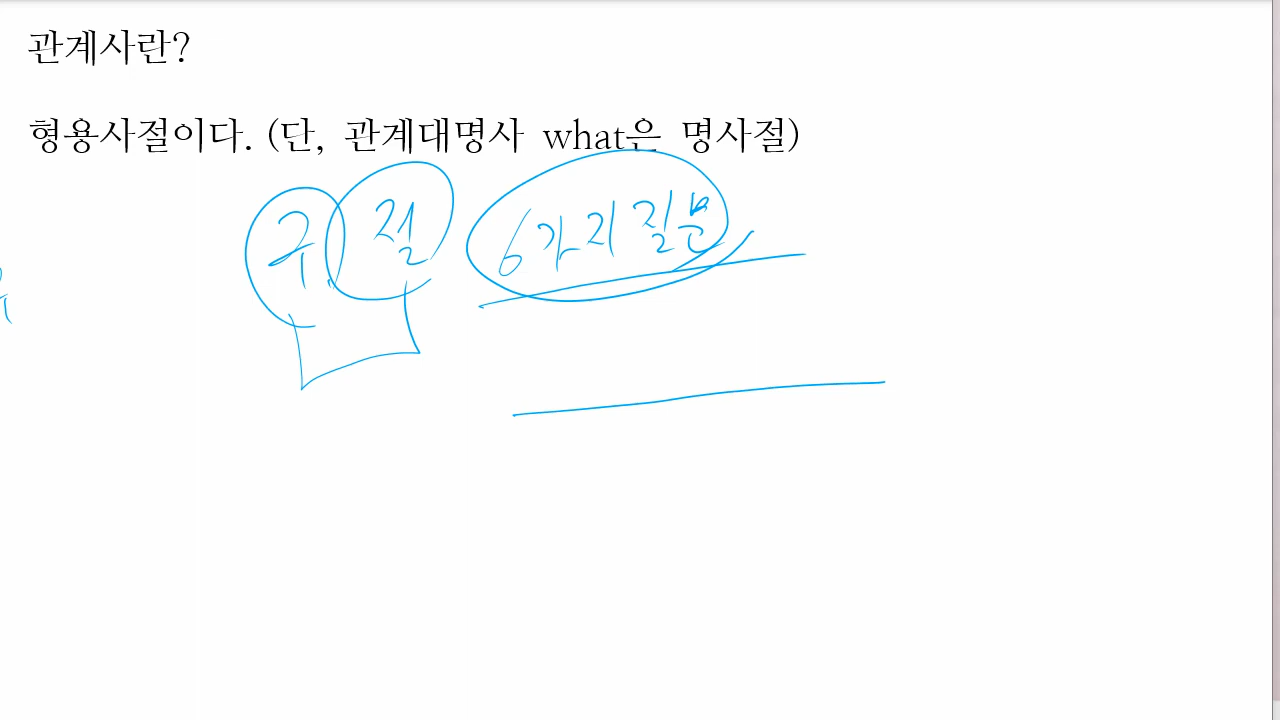 관계사란?
형용사절이다. (단, 관계대명사 what은 명사절)
구 절 6가지 질문